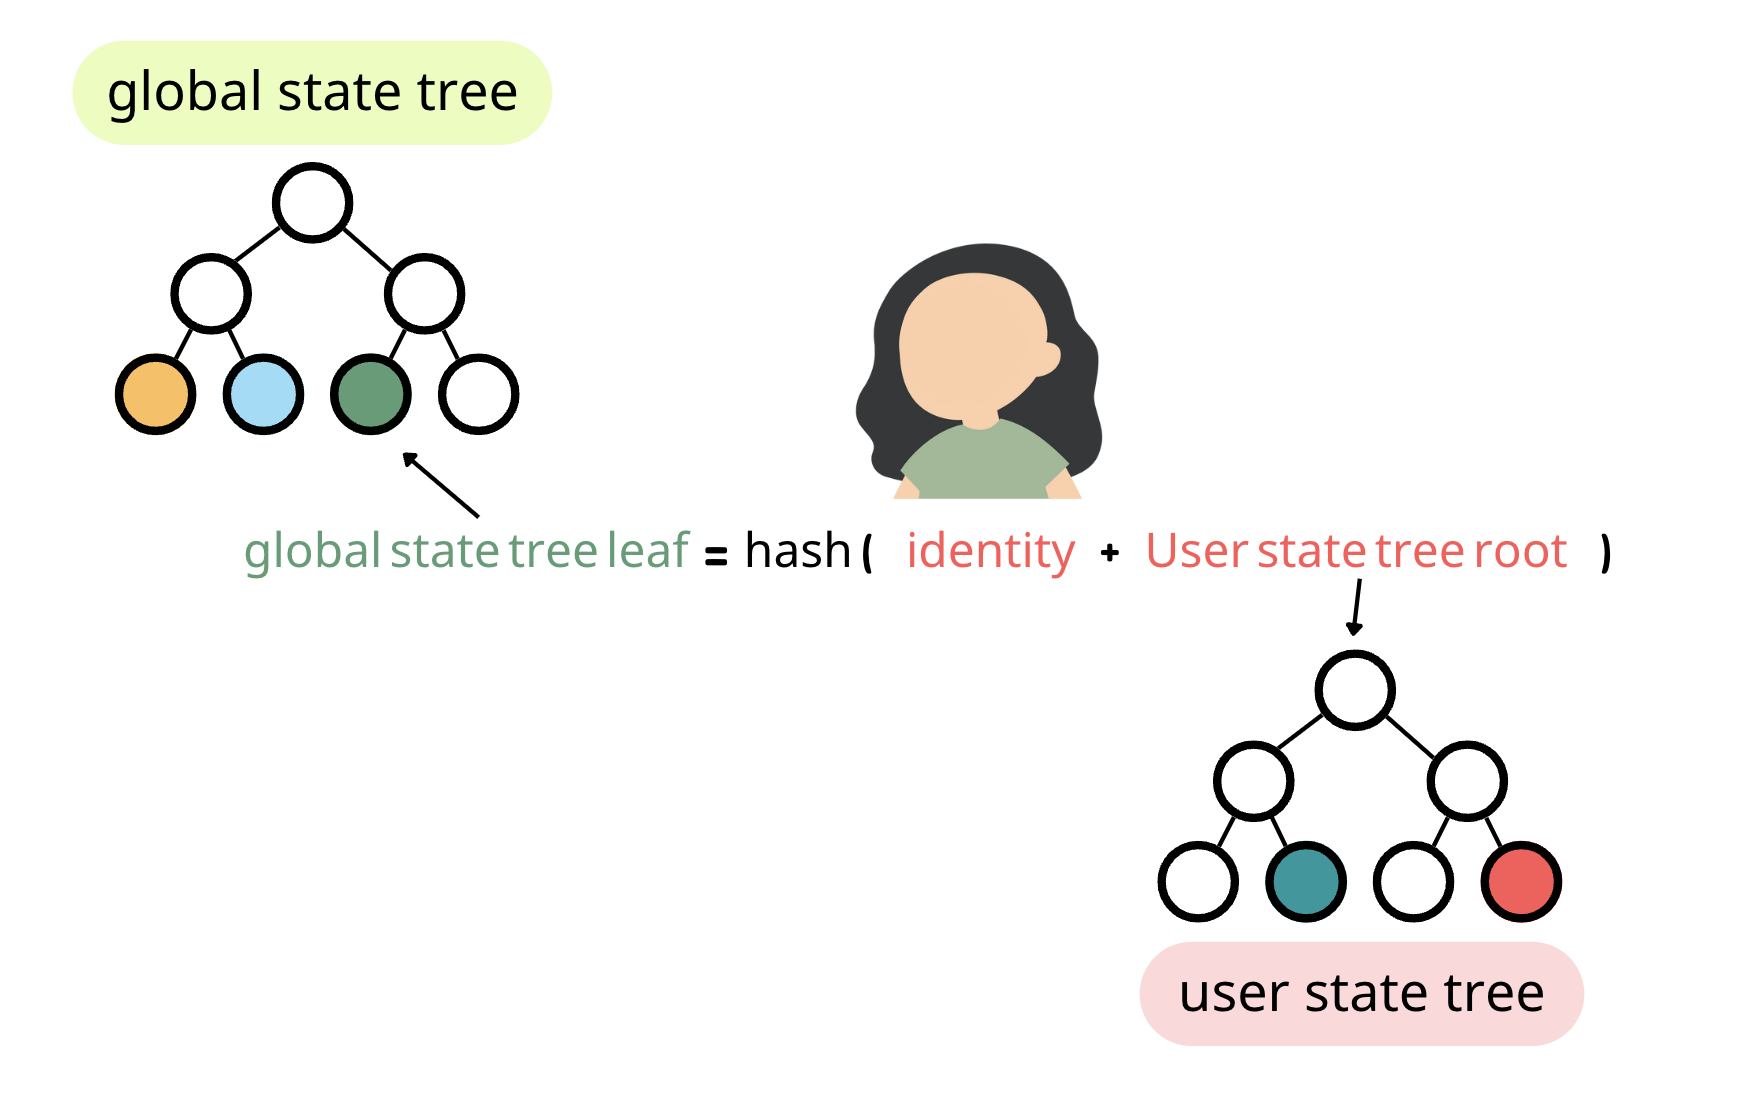 global state tree
global state tree leaf = hash( identity + User state tree root )
user state tree